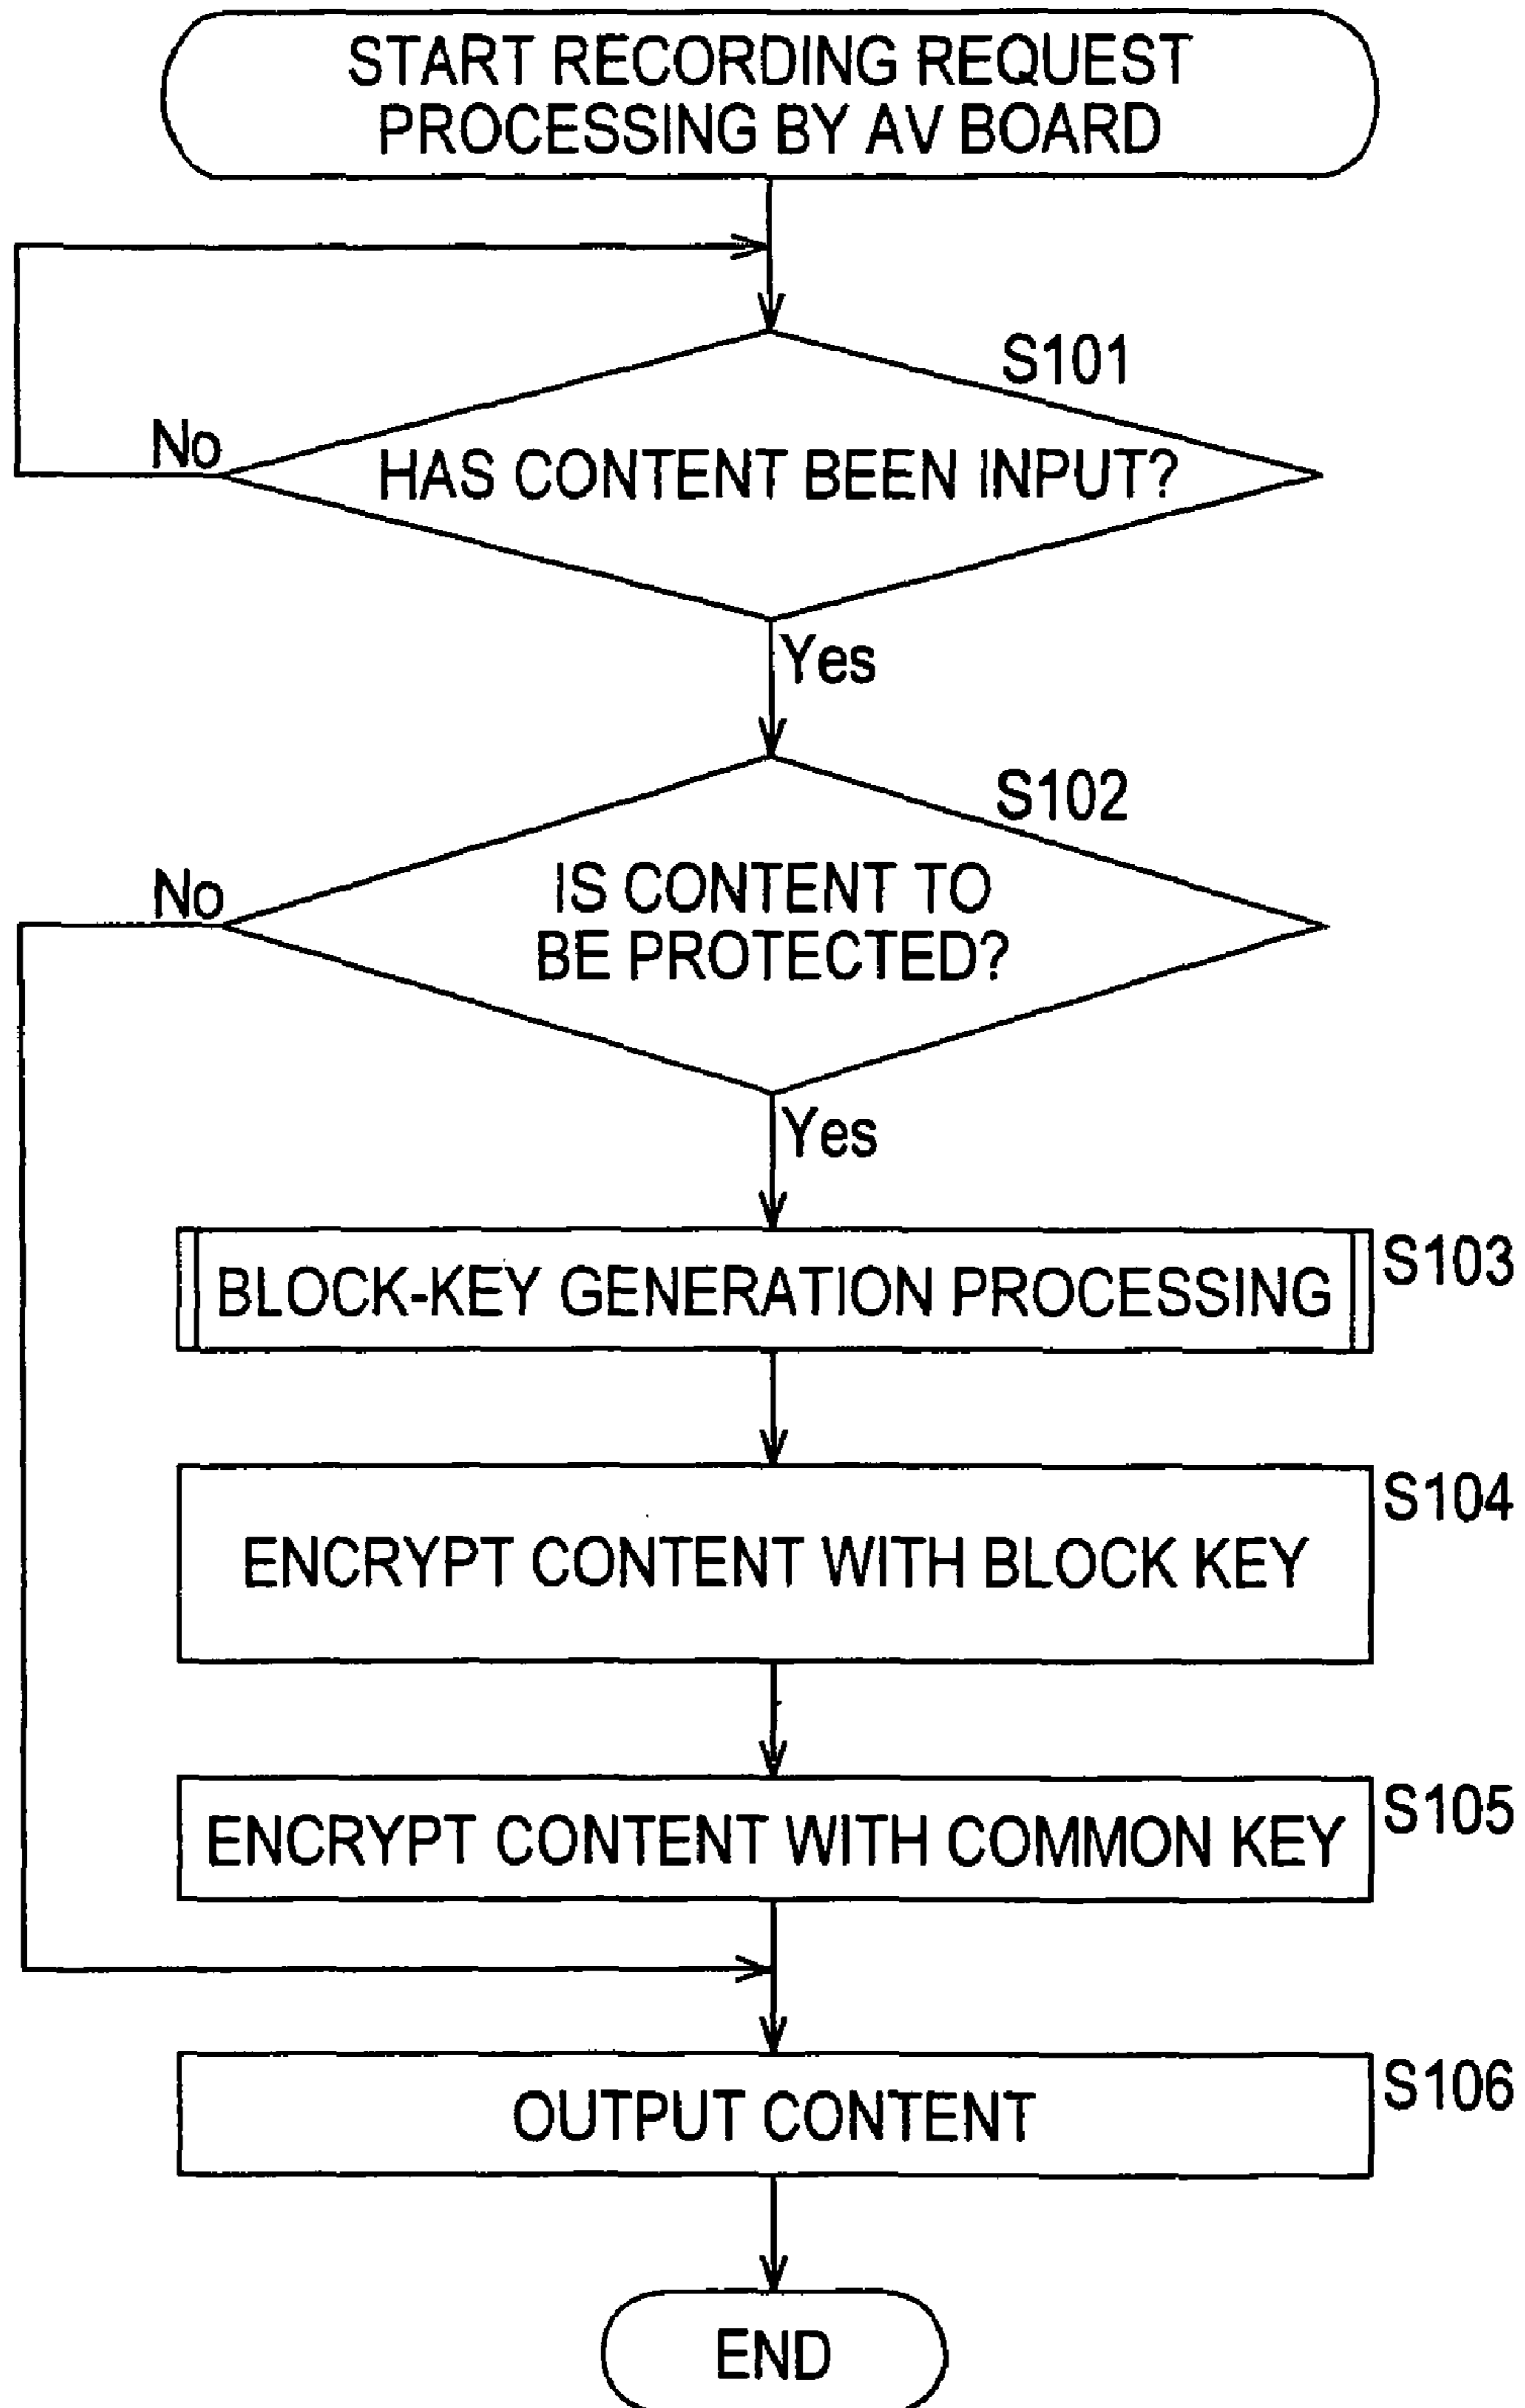 START RECORDING REQUEST
PROCESSING BY AV BOARD
S101
No
HAS CONTENT BEEN INPUT?
Yes
S102
No
IS CONTENT TO
BE PROTECTED?
Yes
S103
BLOCK-KEY GENERATION PROCESSING
S104
ENCRYPT CONTENT WITH BLOCK KEY
S105
ENCRYPT CONTENT WITH COMMON KEY
S106
OUTPUT CONTENT
END